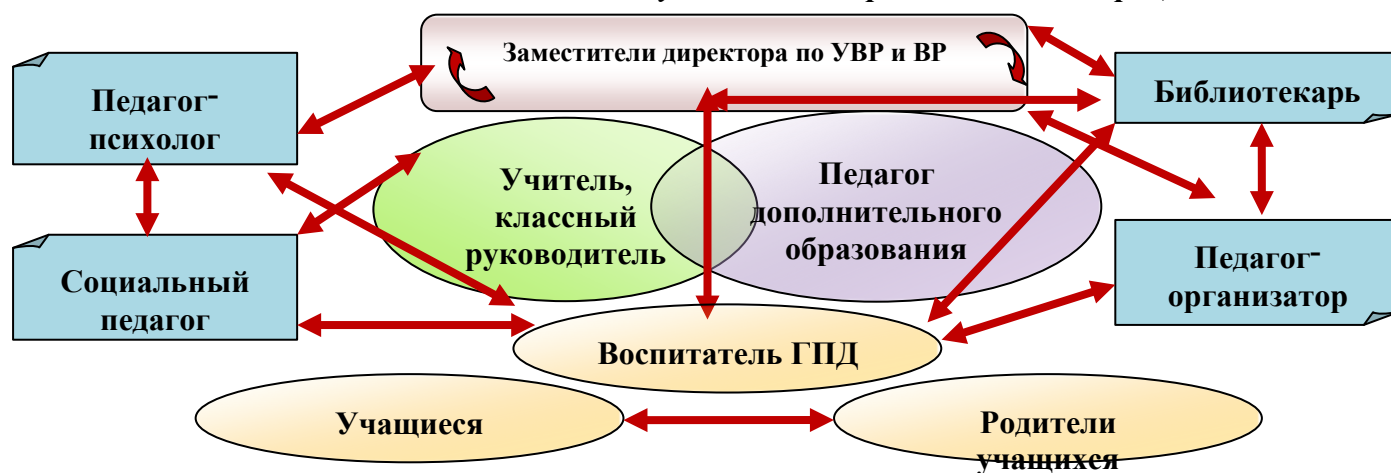 Заместители директора по УВР и ВР
Педагог-
психолог
Библиотекарь
Учитель,
классный
руководитель
Педагог
дополнительного
образования
Социальный
педагог
Педагог-
организатор
Воспитатель ГПД
Учащиеся
Родители
учащихся